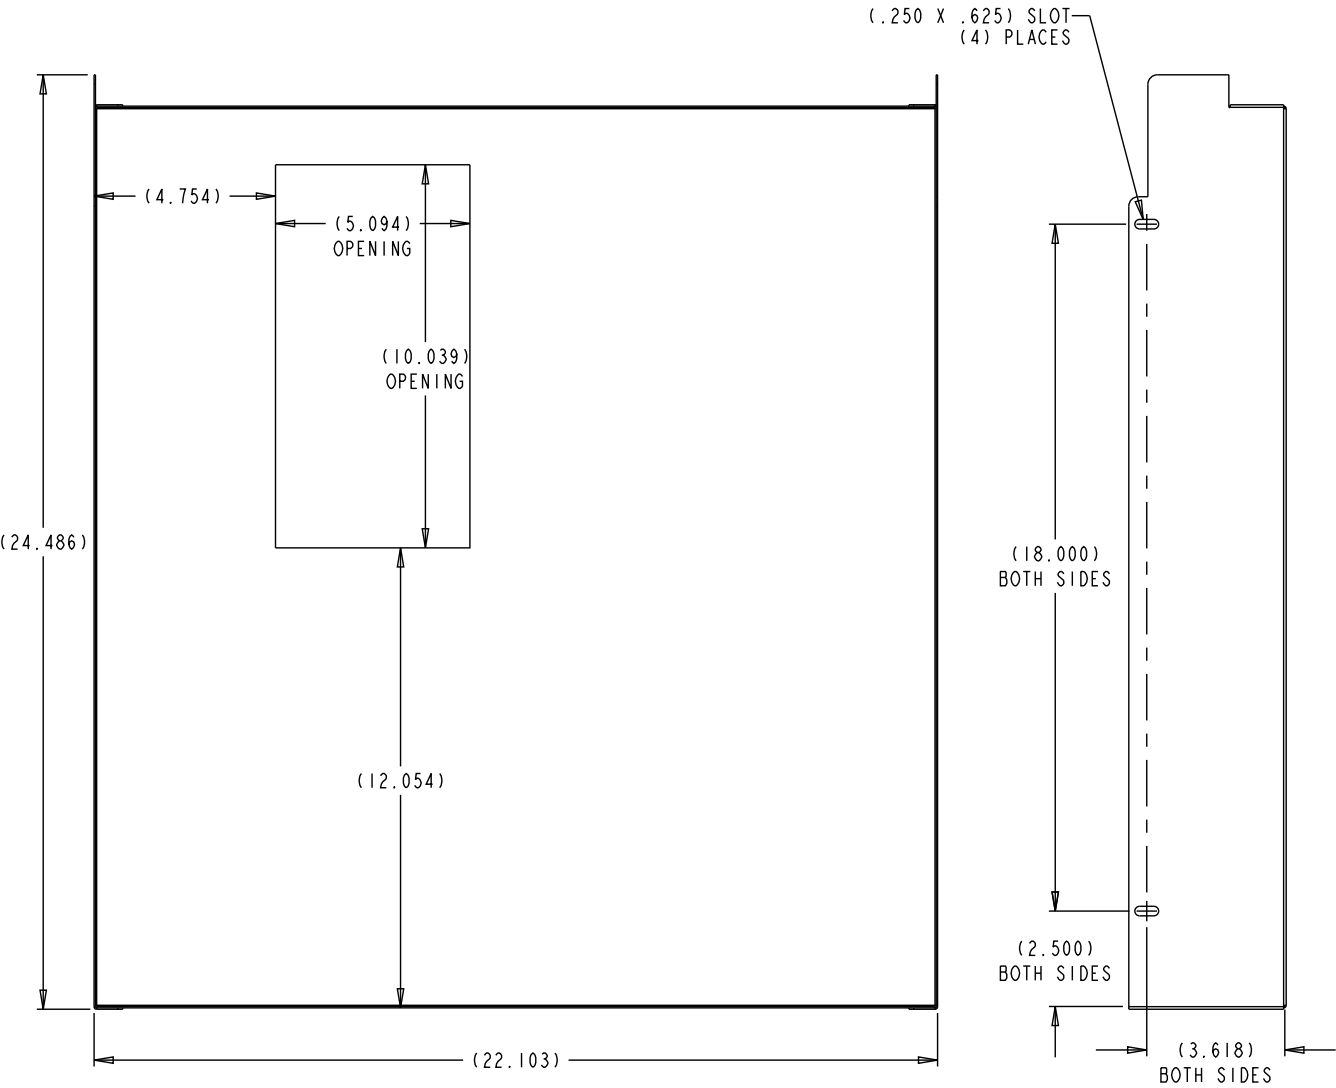 (.250 X .625) SLOT
(4) PLACES
(4.754)
(5.094)
OPENING
(10.039)
OPENING
(24.486)
(18.000)
BOTH SIDES
(12.054)
(2.500)
BOTH SIDES
(22.103)
(3.618)
BOTH SIDES